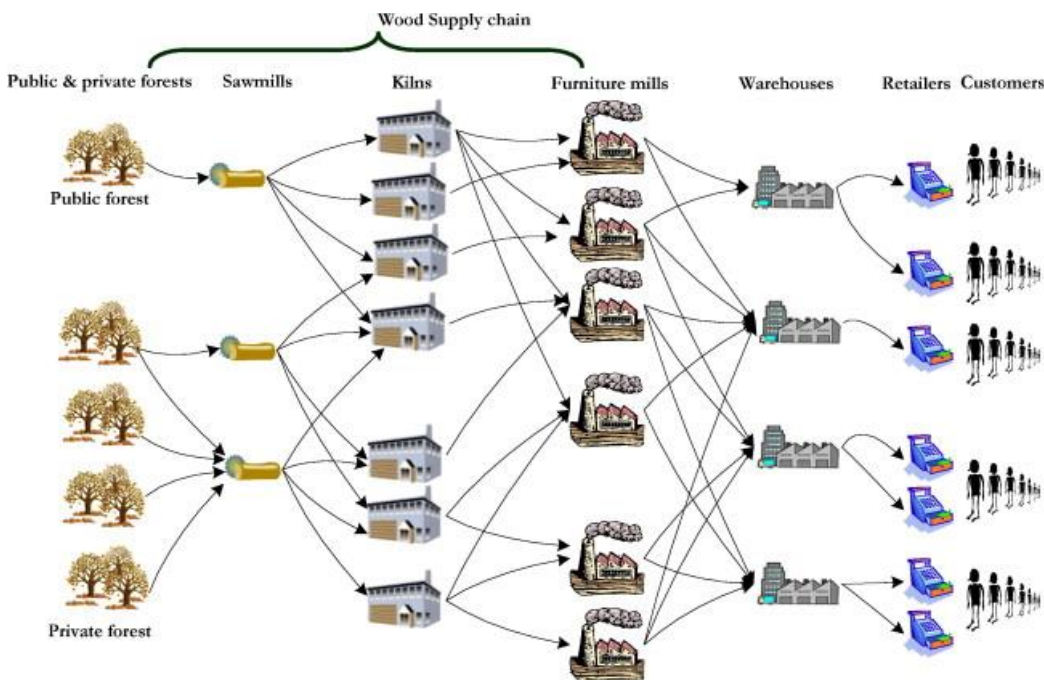 Wood Supply chain
Public & private forests
Sawmills
Kilns
Furniture mills
Warehouses
Retailers
Customers
Public forest
Private forest